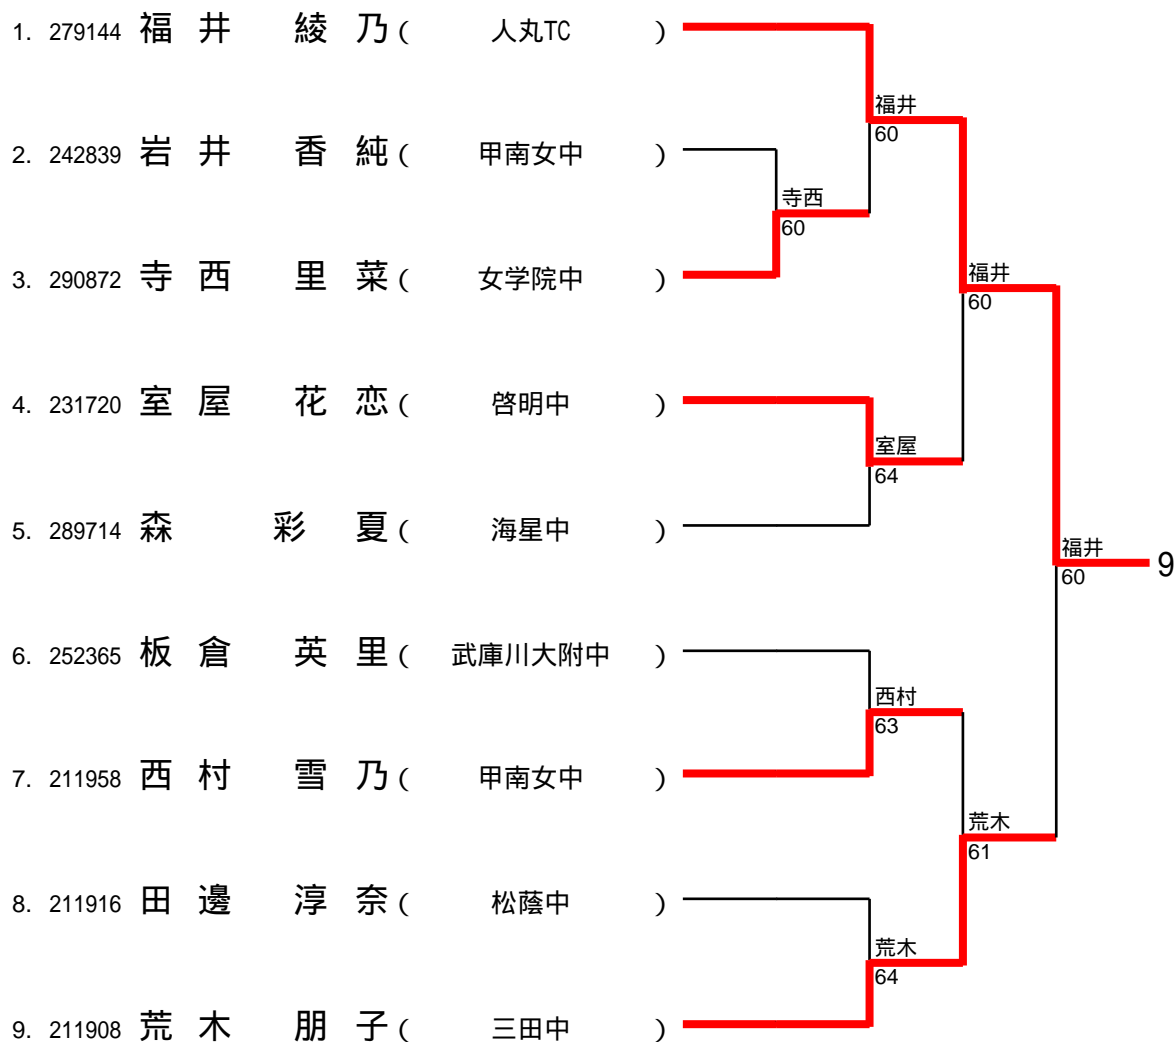 1. 279144 福井 綾乃 ( 人丸TC )
福井
60
2. 242839 岩井 香純 ( 甲南女中 )
寺西
60
3. 290872 寺西 里菜 ( 女学院中 )
福井
60
4. 231720 室屋 花恋 ( 啓明中 )
室屋
64
5. 289714 森 彩夏 ( 海星中 )
福井
60
9
6. 252365 板倉 英里 ( 武庫川大附中 )
西村
63
7. 211958 西村 雪乃 ( 甲南女中 )
荒木
61
8. 211916 田邊 淳奈 ( 松蔭中 )
荒木
64
9. 211908 荒木 朋子 ( 三田中 )